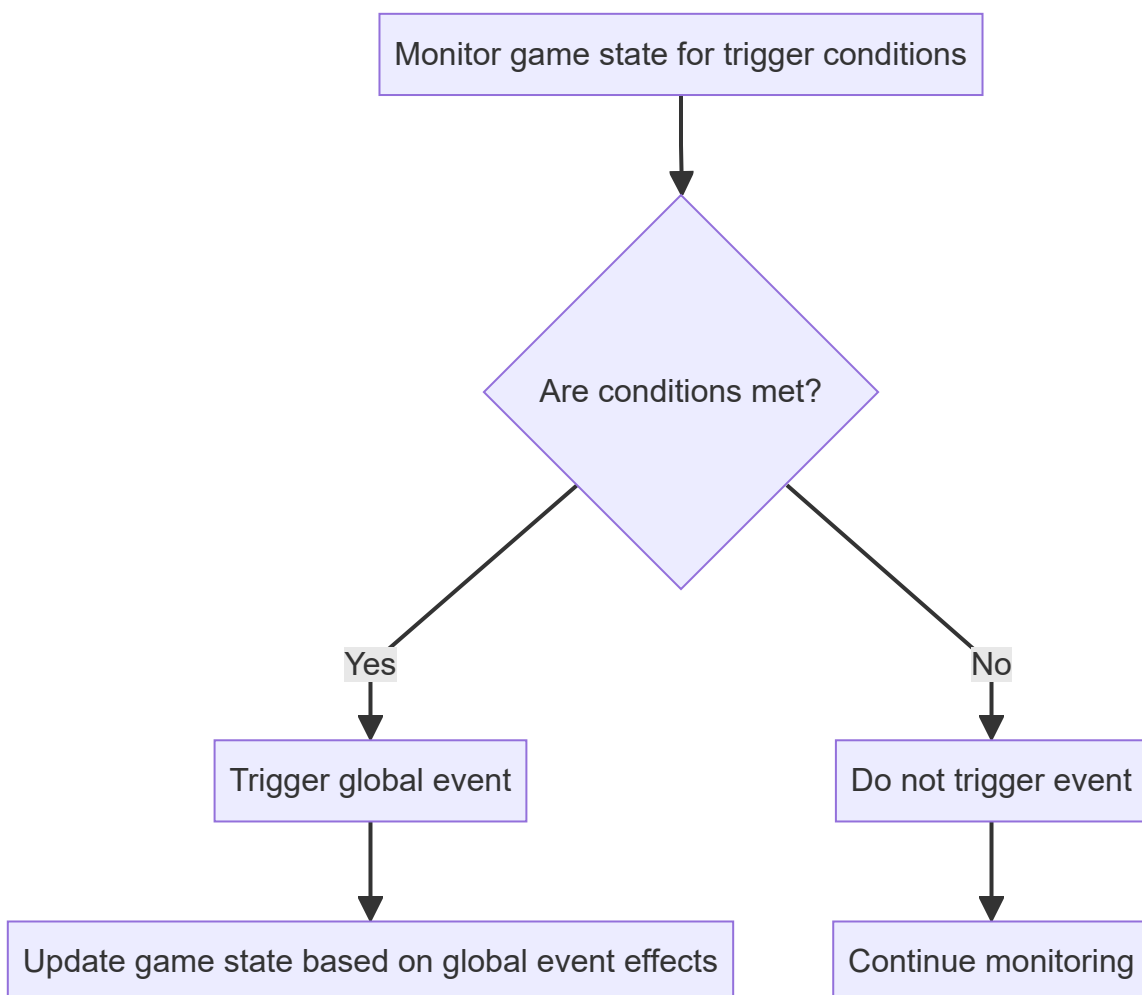 Monitor game state for trigger conditions
Are conditions met?
Yes
No
Trigger global event
Do not trigger event
Update game state based on global event effects
Continue monitoring